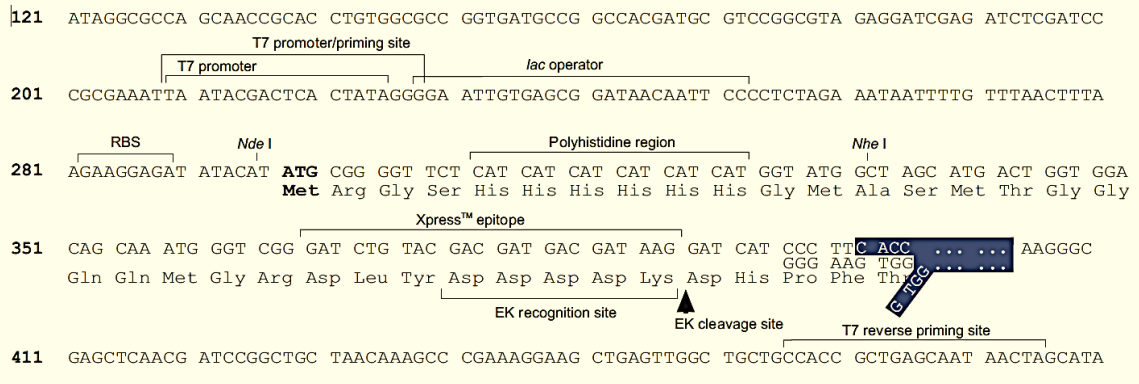 121 ATAGGCGCCA GCAACCGCAC CTGTGGCGCC GGTGATGCCG GCCACGATGC GTCCGGCGTA GAGGATCGAG ATCTCGATCC
T7 promoter/priming site
T7 promoter
lac operator
201 CGCGAAATTA ATACGACTCA CTATAGGGGA ATTGTGAGCG GATAACAATT CCCCTCTAGA AATAATTTTG TTTAACTTTA
RBS Nde I Polyhistidine region Nhe I
281 AGAAGGAGAT ATACAT ATG CGG GGT TCT CAT CAT CAT CAT CAT CAT GGT ATG GCT AGC ATG ACT GGT GGA
Met Arg Gly Ser His His His His His His Gly Met Ala Ser Met Thr Gly Gly
Xpress™ epitope
351 CAG CAA ATG GGT CGG GAT CTG TAC GAC GAT GAC GAT AAG GAT CAT CCC TTC ACC ... ... AAGGGC
GGG AAG TGG ... ...
Gln Gln Met Gly Arg Asp Leu Tyr Asp Asp Asp Asp Lys Asp His Pro Phe Thr
G TGG
EK recognition site
EK cleavage site
T7 reverse priming site
411 GAGCTCAACG ATCCGGCTGC TAACAAAGCC CGAAAGGAAG CTGAGTTGGC TGCTGCCACC GCTGAGCAAT AACTAGCATA